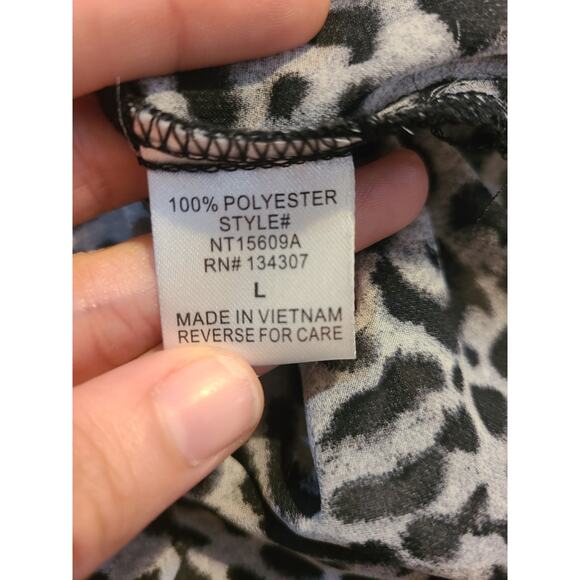 100% POLYESTER
STYLE#
NT15609A
RN# 134307
L
MADE IN VIETNAM
REVERSE FOR CARE